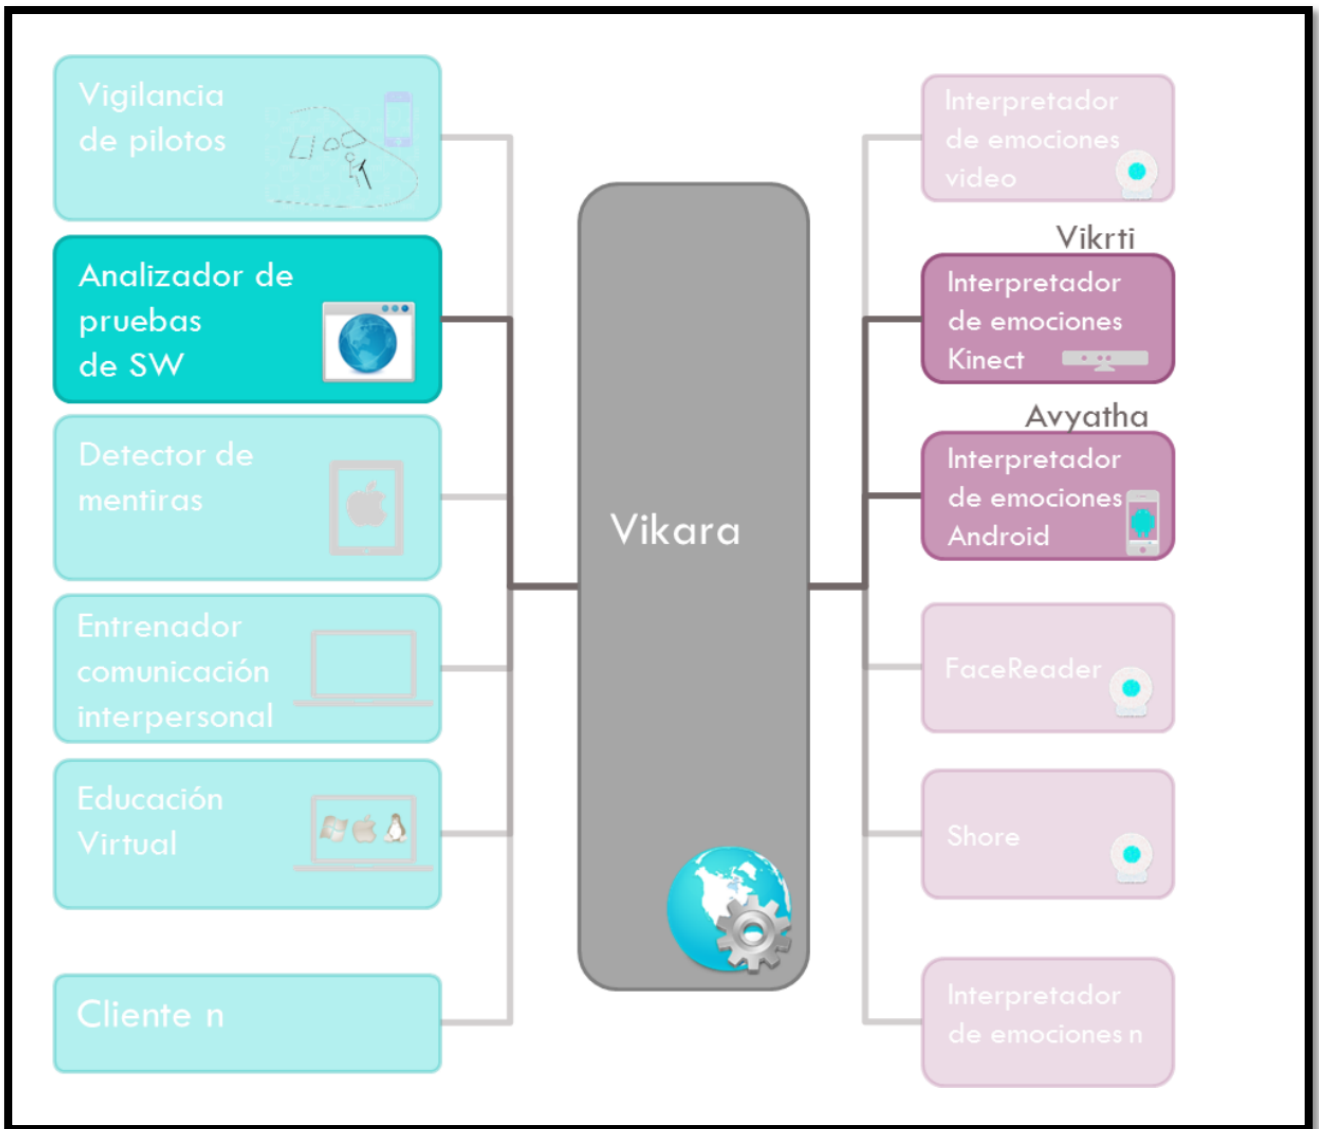 Vigilancia
de pilotos
Analizador de
pruebas
de SW
Detector de
mentiras
Entrenador
comunicación
interpersonal
Educación
Virtual
Cliente n
Vikara
Interpretador
de emociones
video
Vikrti
Interpretador
de emociones
Kinect
Avyatha
Interpretador
de emociones
Android
FaceReader
Shore
Interpretador
de emociones n